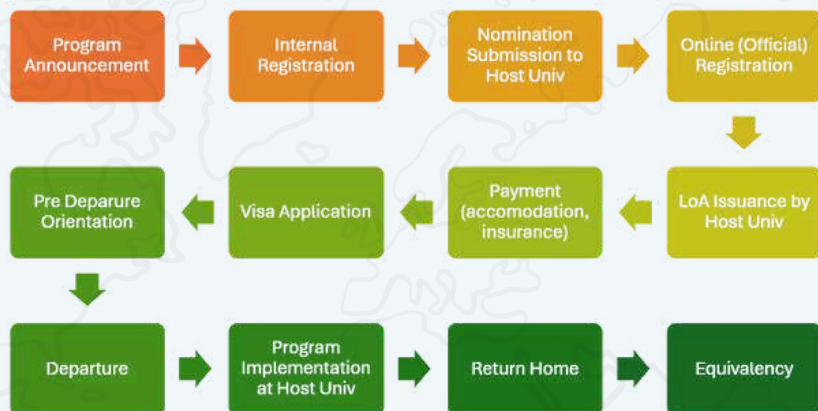 Program
Announcement
Internal
Registration
Nomination
Submission to
Host Univ
Online (Official)
Registration
LoA Issuance by
Host Univ
Payment
(accomodation,
insurance)
Visa Application
Pre Deparure
Orientation
Departure
Program
Implementation
at Host Univ
Return Home
Equivalency